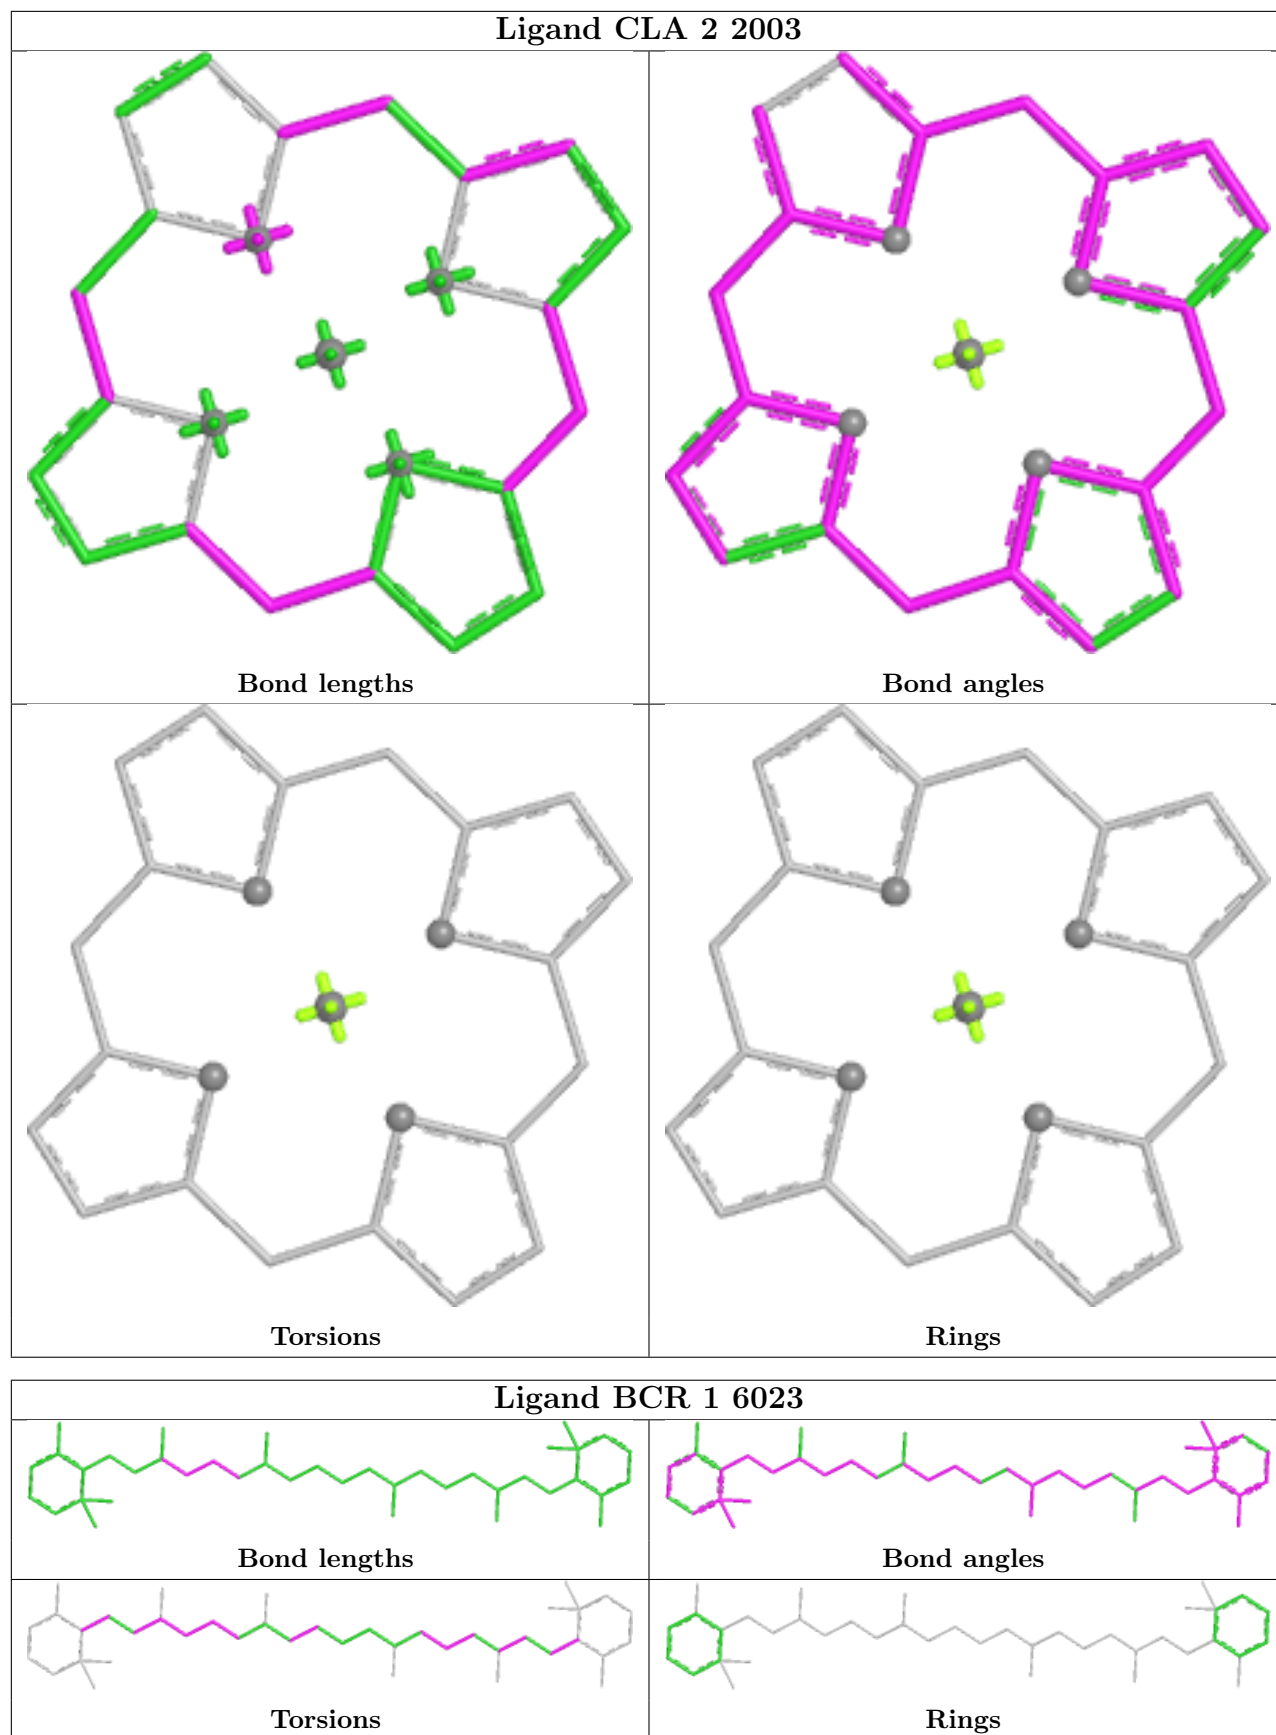 Ligand CLA 2 2003
Bond lengths
Bond angles
Torsions
Rings
Ligand BCR 1 6023
Bond lengths
Bond angles
Torsions
Rings